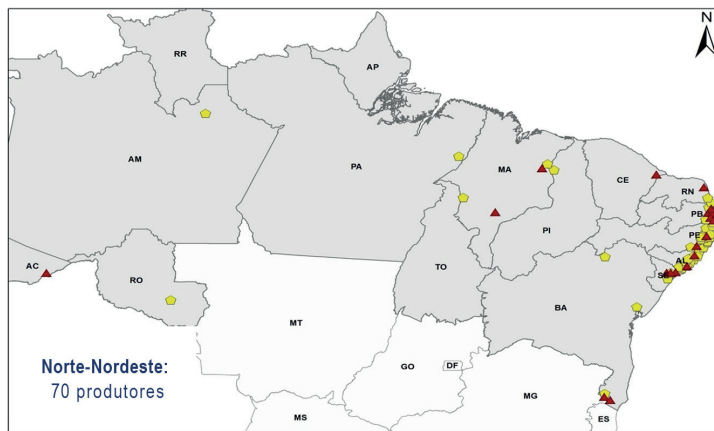 N
RR
AP
AM
PA
MA
CE
RN
PB
PI
PE
AC
TO
AL
SE
RO
BA
MT
Norte-Nordeste:
70 produtores
GO
DF
MG
MS
ES